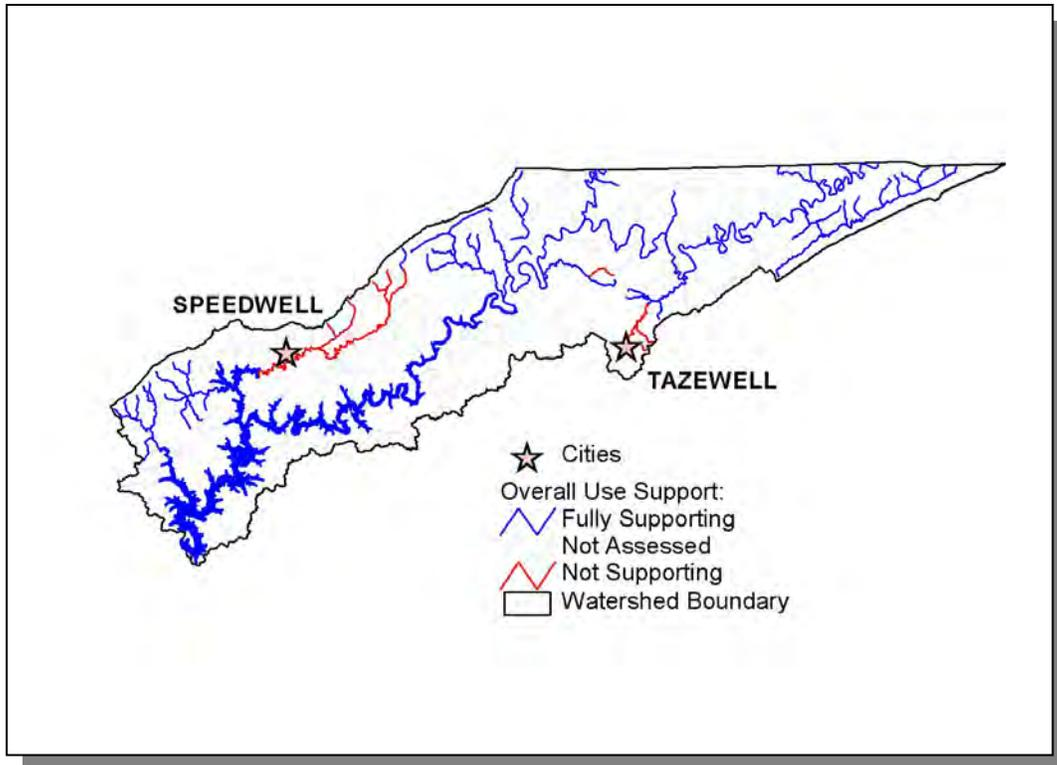 SPEEDWELL
TAZEWELL
Cities
Overall Use Support:
Fully Supporting
Not Assessed
Not Supporting
Watershed Boundary